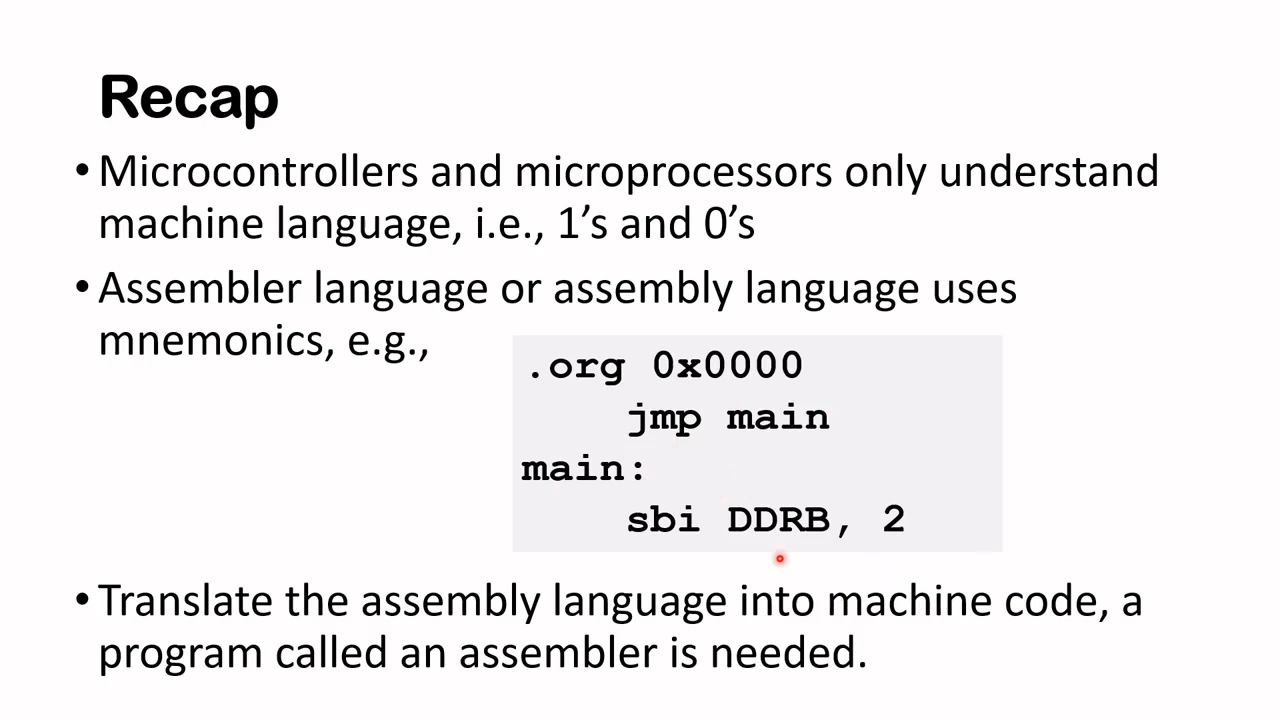 Recap
• Microcontrollers and microprocessors only understand
machine language, i.e., 1’s and 0’s
• Assembler language or assembly language uses
mnemonics, e.g.,
.org 0x0000
jmp main
main:
sbi DDRB, 2
• Translate the assembly language into machine code, a
program called an assembler is needed.